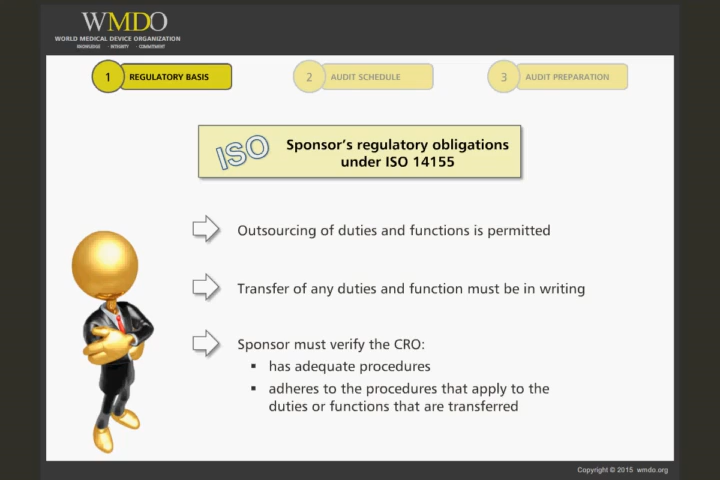 WMDO
WORLD MEDICAL DEVICE ORGANIZATION
KNOWLEDGE - INTEGRITY - COMMITMENT
1 REGULATORY BASIS
2 AUDIT SCHEDULE
3 AUDIT PREPARATION
ISO
Sponsor's regulatory obligations
under ISO 14155
Outsourcing of duties and functions is permitted
Transfer of any duties and function must be in writing
Sponsor must verify the CRO:
▪ has adequate procedures
▪ adheres to the procedures that apply to the
duties or functions that are transferred
Copyright © 2015 wmdo.org